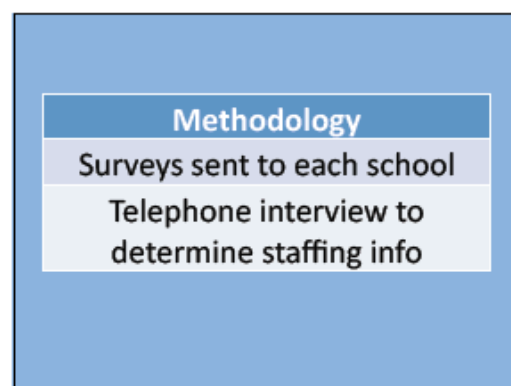 Methodology
Surveys sent to each school
Telephone interview to
determine staffing info